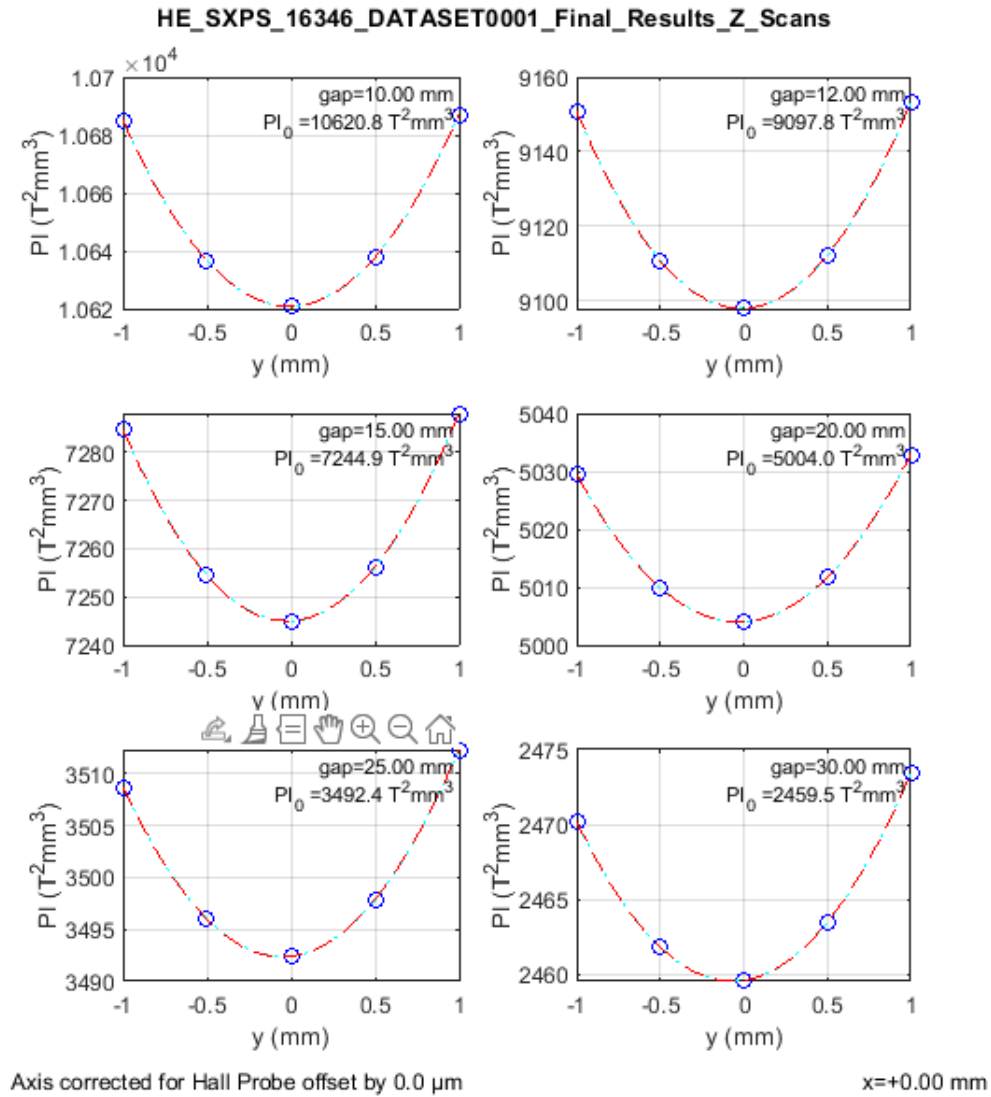 HE_SXPS_16346_DATASET0001_Final_Results_Z_Scans
×10⁴
1.07
1.068
1.066
1.064
1.062
PI (T²mm³)
gap=10.00 mm
PI₀ =10620.8 T²mm³
-1 -0.5 0 0.5 1
y (mm)
9160
9140
9120
9100
PI (T²mm³)
gap=12.00 mm
PI₀ =9097.8 T²mm³
-1 -0.5 0 0.5 1
y (mm)
7280
7270
7260
7250
7240
PI (T²mm³)
gap=15.00 mm
PI₀ =7244.9 T²mm³
-1 -0.5 0 0.5 1
y (mm)
5040
5030
5020
5010
5000
PI (T²mm³)
gap=20.00 mm
PI₀ =5004.0 T²mm³
-1 -0.5 0 0.5 1
y (mm)
3510
3505
3500
3495
3490
PI (T²mm³)
gap=25.00 mm
PI₀ =3492.4 T²mm³
-1 -0.5 0 0.5 1
y (mm)
2475
2470
2465
2460
PI (T²mm³)
gap=30.00 mm
PI₀ =2459.5 T²mm³
-1 -0.5 0 0.5 1
y (mm)
Axis corrected for Hall Probe offset by 0.0 μm
x=+0.00 mm